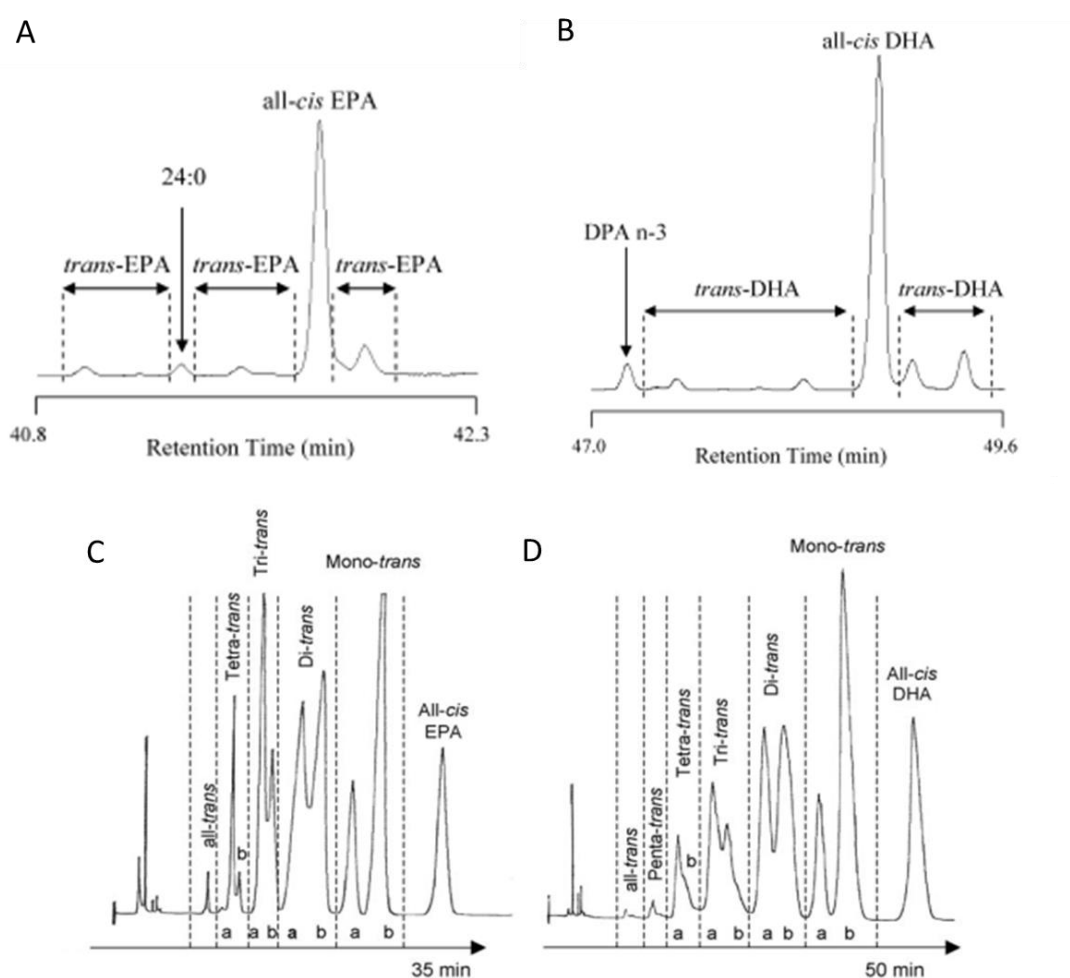 A
all-cis EPA
24:0
trans-EPA
trans-EPA
trans-EPA
40.8
42.3
Retention Time (min)
B
all-cis DHA
DPA n-3
trans-DHA
trans-DHA
47.0
49.6
Retention Time (min)
C
all-trans
Tetra-trans
Tri-trans
Di-trans
Mono-trans
All-cis
EPA
b
a
a b
a b
a b
35 min
D
all-trans
Penta-trans
Tetra-trans
Tri-trans
Di-trans
Mono-trans
All-cis
DHA
b
a
a b
a b
a b
50 min